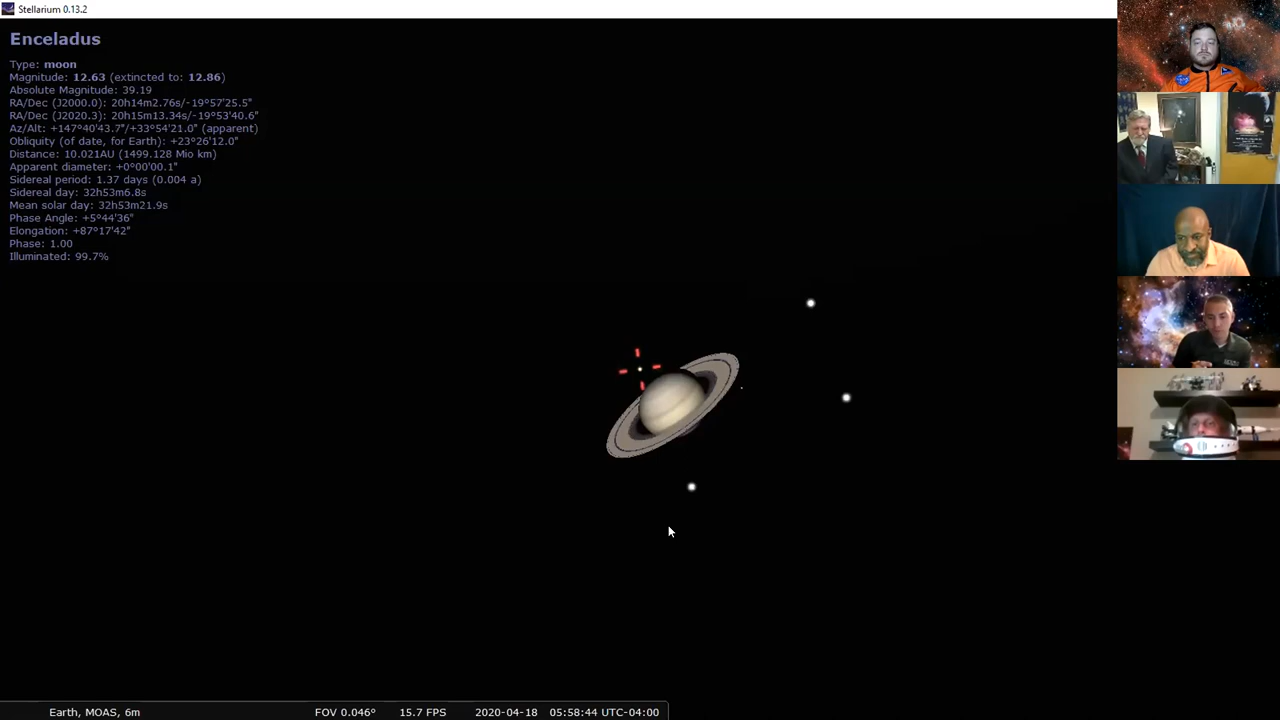 Stellarium 0.13.2
Enceladus
Type: moon
Magnitude: 12.63 (extincted to: 12.86)
Absolute Magnitude: 39.19
RA/Dec (J2000.0): 20h14m2.76s/-19°57'25.5"
RA/Dec (J2020.3): 20h15m13.34s/-19°53'40.6"
Az/Alt: +147°40'43.7"/+33°54'21.0" (apparent)
Obliquity (of date, for Earth): +23°26'12.0"
Distance: 10.021AU (1499.128 Mio km)
Apparent diameter: +0°00'00.1"
Sidereal period: 1.37 days (0.004 a)
Sidereal day: 32h53m6.8s
Mean solar day: 32h53m21.9s
Phase Angle: +5°44'36"
Elongation: +87°17'42"
Phase: 1.00
Illuminated: 99.7%
Earth, MOAS, 6m FOV 0.046° 15.7 FPS 2020-04-18 05:58:44 UTC-04:00